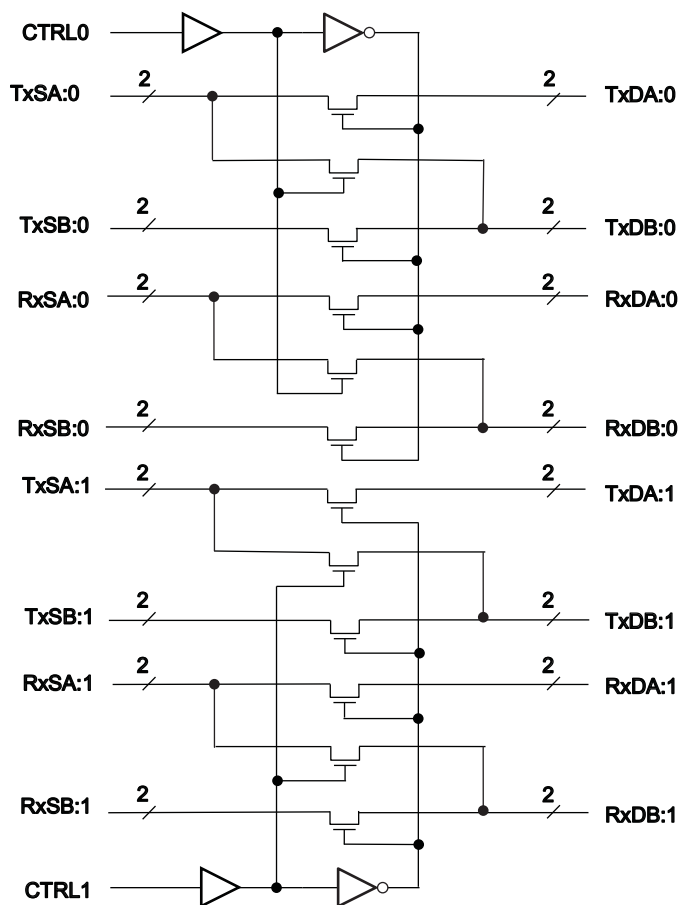 CTRL0
TxSA:0 2 2 TxDA:0
TxSB:0 2 2 TxDB:0
RxSA:0 2 2 RxDA:0
RxSB:0 2 2 RxDB:0
TxSA:1 2 2 TxDA:1
TxSB:1 2 2 TxDB:1
RxSA:1 2 2 RxDA:1
RxSB:1 2 2 RxDB:1
CTRL1